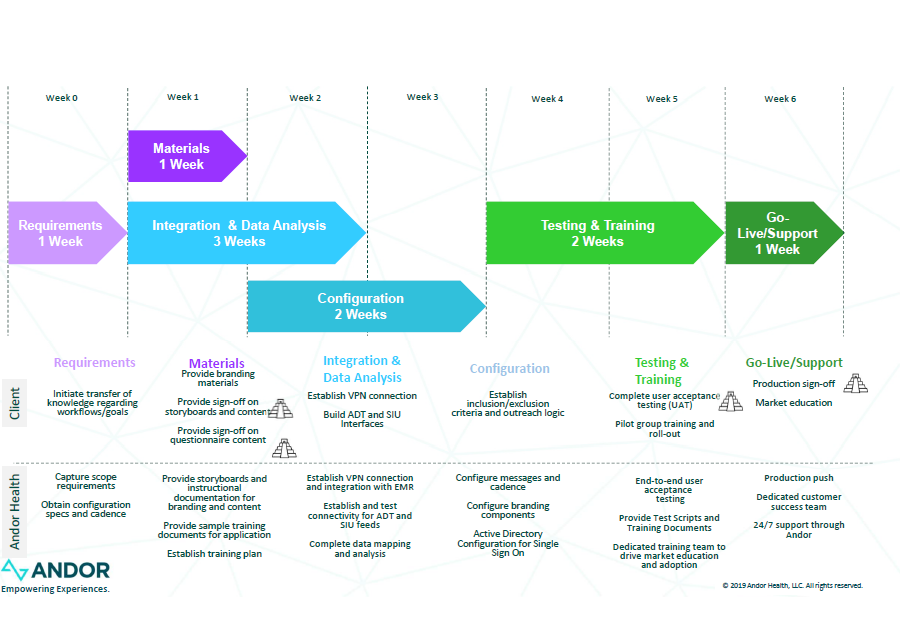 Week 0
Week 1
Week 2
Week 3
Week 4
Week 5
Week 6
Materials
1 Week
Requirements
1 Week
Integration & Data Analysis
3 Weeks
Testing & Training
2 Weeks
Go-
Live/Support
1 Week
Configuration
2 Weeks
Client
Requirements
Initiate transfer of
knowledge regarding
workflows/goals
Materials
Provide branding
materials
Provide sign-off on
storyboards and content
Provide sign-off on
questionnaire content
Integration &
Data Analysis
Establish VPN connection
Build ADT and SIU
Interfaces
Configuration
Establish
inclusion/exclusion
criteria and outreach logic
Testing &
Training
Complete user acceptance
testing (UAT)
Pilot group training and
roll-out
Go-Live/Support
Production sign-off
Market education
Andor Health
Capture scope
requirements
Obtain configuration
specs and cadence
Provide storyboards and
instructional
documentation for
branding and content
Provide sample training
documents for application
Establish training plan
Establish VPN connection
and integration with EMR
Establish and test
connectivity for ADT and
SIU feeds
Complete data mapping
and analysis
Configure messages and
cadence
Configure branding
components
Active Directory
Configuration for Single
Sign On
End-to-end user
acceptance
testing
Provide Test Scripts and
Training Documents
Dedicated training team to
drive market education
and adoption
Production push
Dedicated customer
success team
24/7 support through
Andor
ANDOR
Empowering Experiences.
© 2019 Andor Health, LLC. All rights reserved.